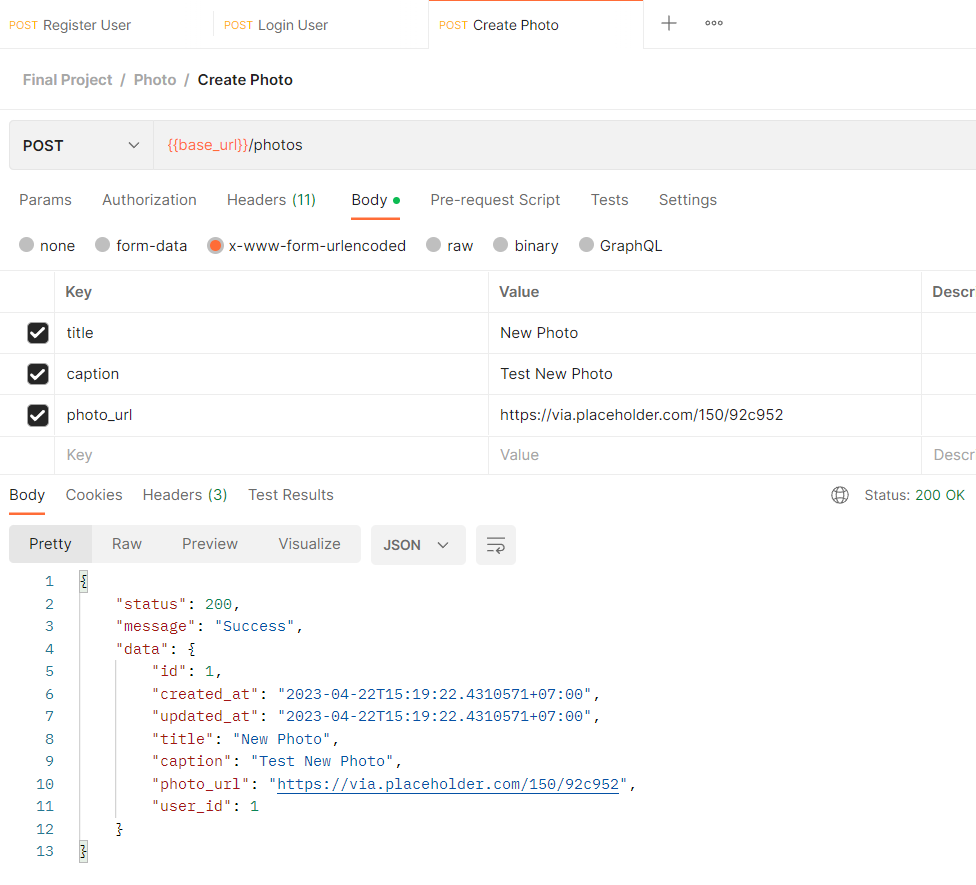 POST Register User POST Login User POST Create Photo
Final Project / Photo / Create Photo
POST {{base_url}}/photos
Params Authorization Headers (11) Body Pre-request Script Tests Settings
none form-data x-www-form-urlencoded raw binary GraphQL
Key Value Descr
title New Photo
caption Test New Photo
photo_url https://via.placeholder.com/150/92c952
Key Value Descr
Body Cookies Headers (3) Test Results Status: 200 OK
Pretty Raw Preview Visualize JSON
1 {
2 "status": 200,
3 "message": "Success",
4 "data": {
5 "id": 1,
6 "created_at": "2023-04-22T15:19:22.4310571+07:00",
7 "updated_at": "2023-04-22T15:19:22.4310571+07:00",
8 "title": "New Photo",
9 "caption": "Test New Photo",
10 "photo_url": "https://via.placeholder.com/150/92c952",
11 "user_id": 1
12 }
13 }